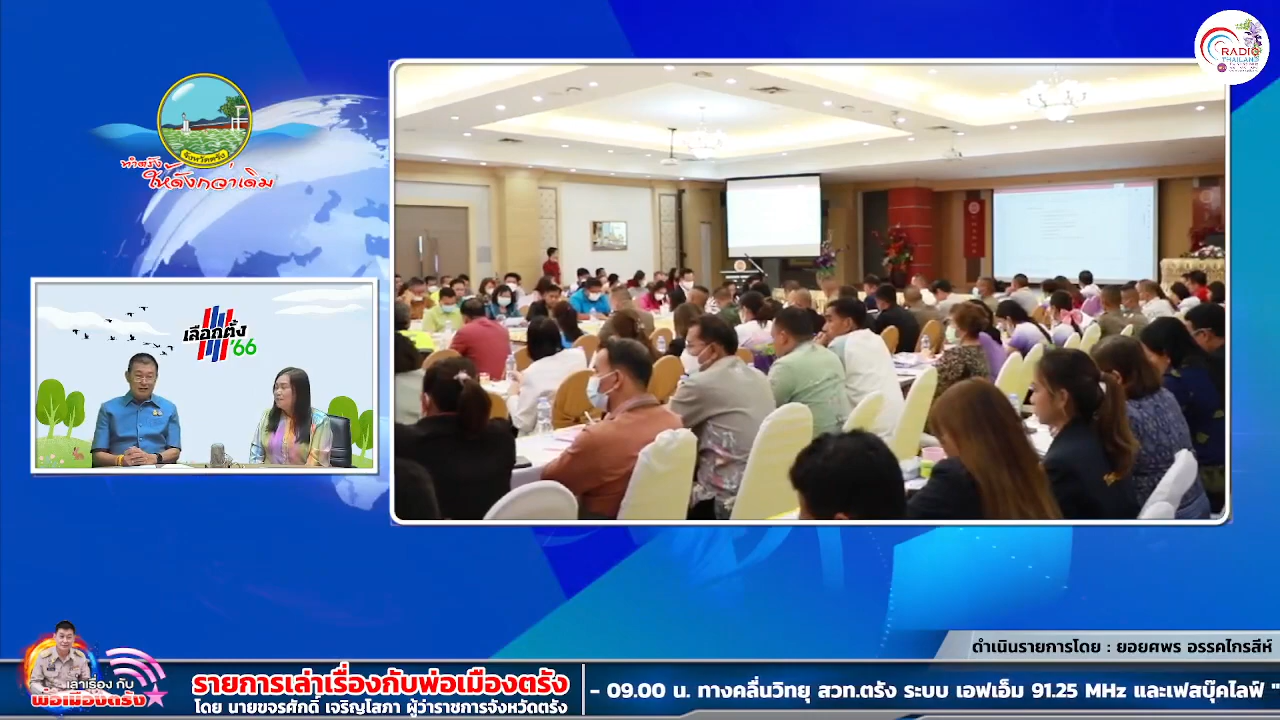 RADIO
THAILAND
จังหวัดตรัง
ทำตรัง
ให้ดังกว่าเดิม
เลือกตั้ง
'66
ดำเนินรายการโดย : ยอยศพร อรรคไกรสีห์
เล่าเรื่อง กับ
พ่อเมืองตรัง
รายการเล่าเรื่องกับพ่อเมืองตรัง
โดย นายขจรศักดิ์ เจริญโสภา ผู้ว่าราชการจังหวัดตรัง
- 09.00 น. ทางคลื่นวิทยุ สวท.ตรัง ระบบ เอฟเอ็ม 91.25 MHz และเฟสบุ๊คไลฟ์ "